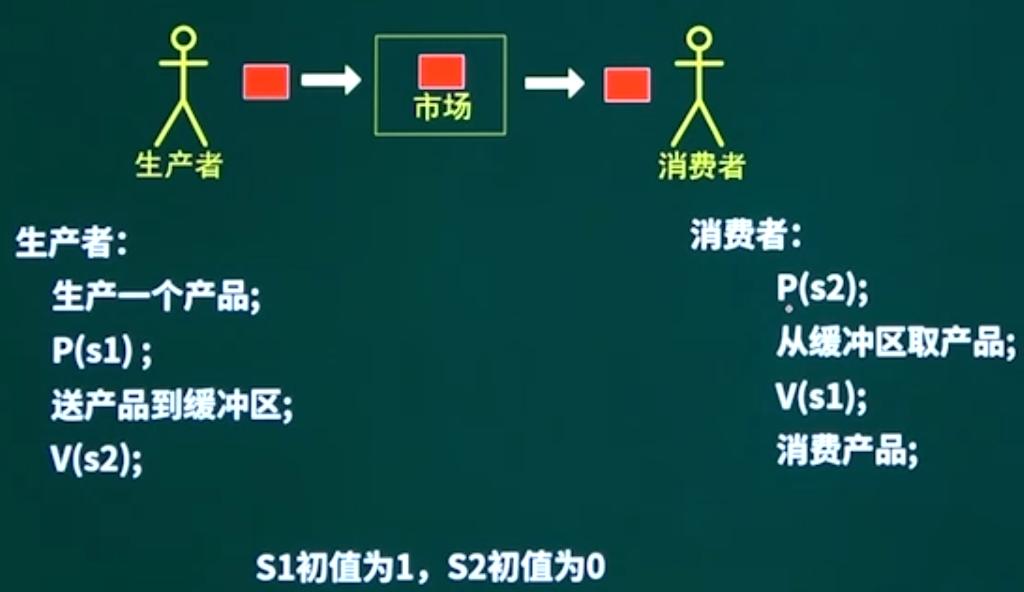 市场
生产者
消费者
生产者：
生产一个产品;
P(s1) ;
送产品到缓冲区;
V(s2);
消费者：
P(s2);
从缓冲区取产品;
V(s1);
消费产品;
S1初值为1，S2初值为0